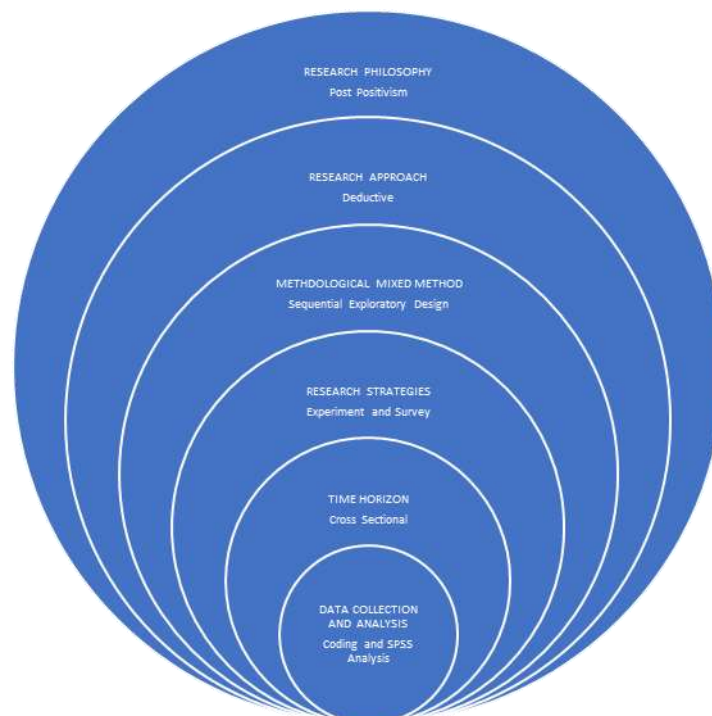 RESEARCH PHILOSOPHY
Post Positivism
RESEARCH APPROACH
Deductive
METHDOLOGICAL MIXED METHOD
Sequential Exploratory Design
RESEARCH STRATEGIES
Experiment and Survey
TIME HORIZON
Cross Sectional
DATA COLLECTION
AND ANALYSIS
Coding and SPSS
Analysis